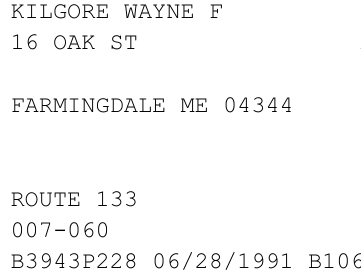 KILGORE WAYNE F
16 OAK ST
FARMINGDALE ME 04344
ROUTE 133
007-060
B3943P228 06/28/1991 B106